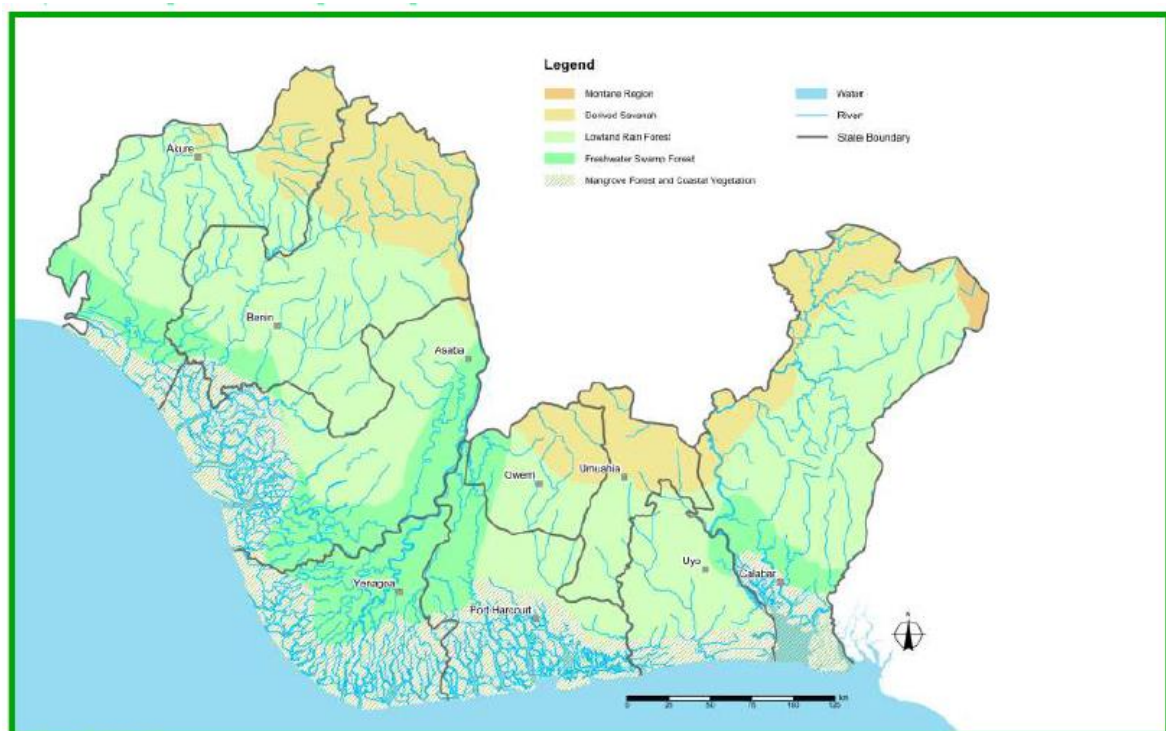 Legend
Montane Region
Derived Savanah
Lowland Rain Forest
Freshwater Swamp Forest
Mangrove Forest and Coastal Vegetation
Water
River
State Boundary
Akure
Benin
Asaba
Owerri
Umuahia
Uyo
Calabar
Yenagoa
Port Harcourt
N
0 25 50 75 100 125 km